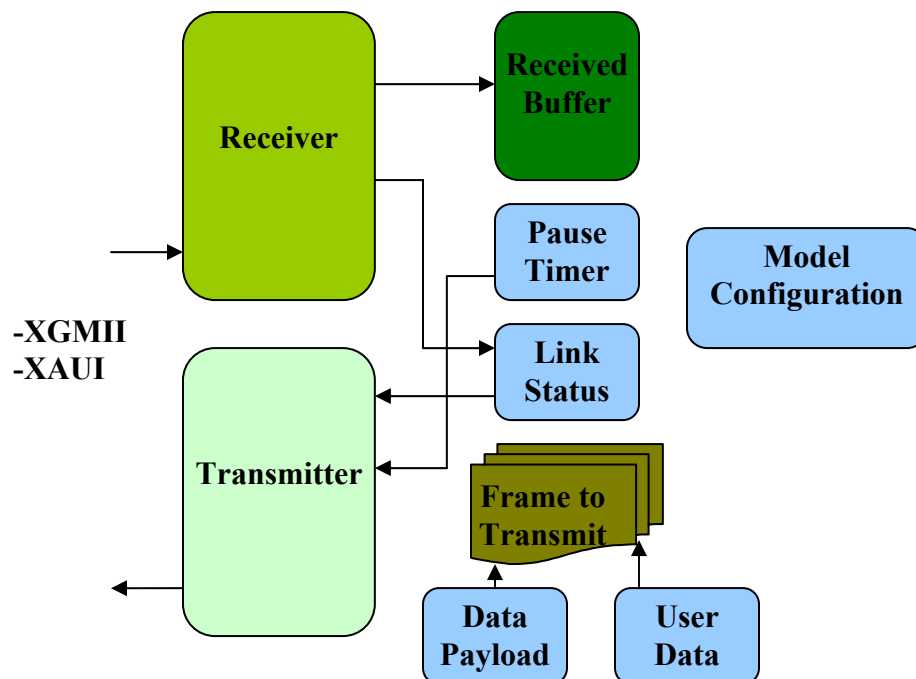 Receiver
Received
Buffer
Pause
Timer
Model
Configuration
-XGMII
-XAUI
Link
Status
Transmitter
Frame to
Transmit
Data
Payload
User
Data